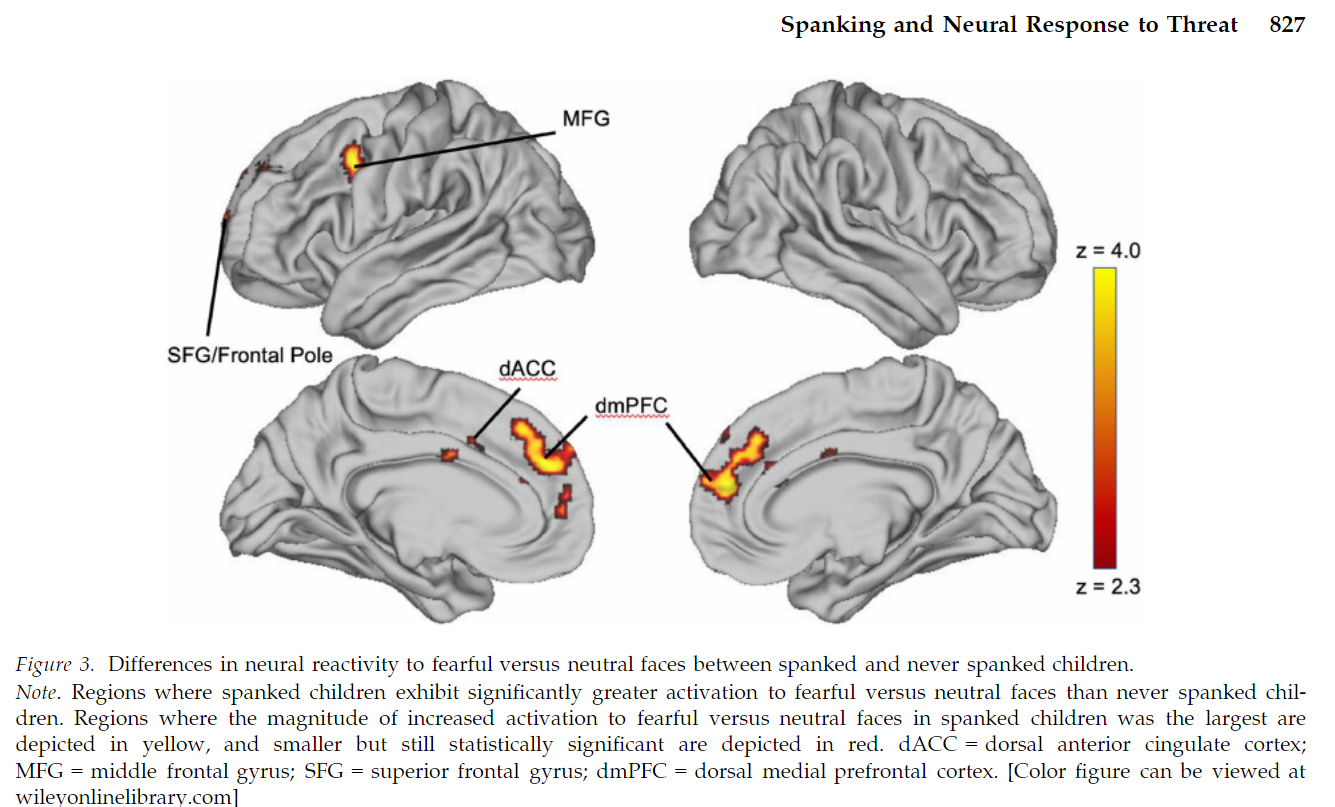 Spanking and Neural Response to Threat 827
MFG
z = 4.0
SFG/Frontal Pole
dACC
dmPFC
z = 2.3
Figure 3. Differences in neural reactivity to fearful versus neutral faces between spanked and never spanked children.
Note. Regions where spanked children exhibit significantly greater activation to fearful versus neutral faces than never spanked chil-
dren. Regions where the magnitude of increased activation to fearful versus neutral faces in spanked children was the largest are
depicted in yellow, and smaller but still statistically significant are depicted in red. dACC = dorsal anterior cingulate cortex;
MFG = middle frontal gyrus; SFG = superior frontal gyrus; dmPFC = dorsal medial prefrontal cortex. [Color figure can be viewed at
wileyonlinelibrary.com]